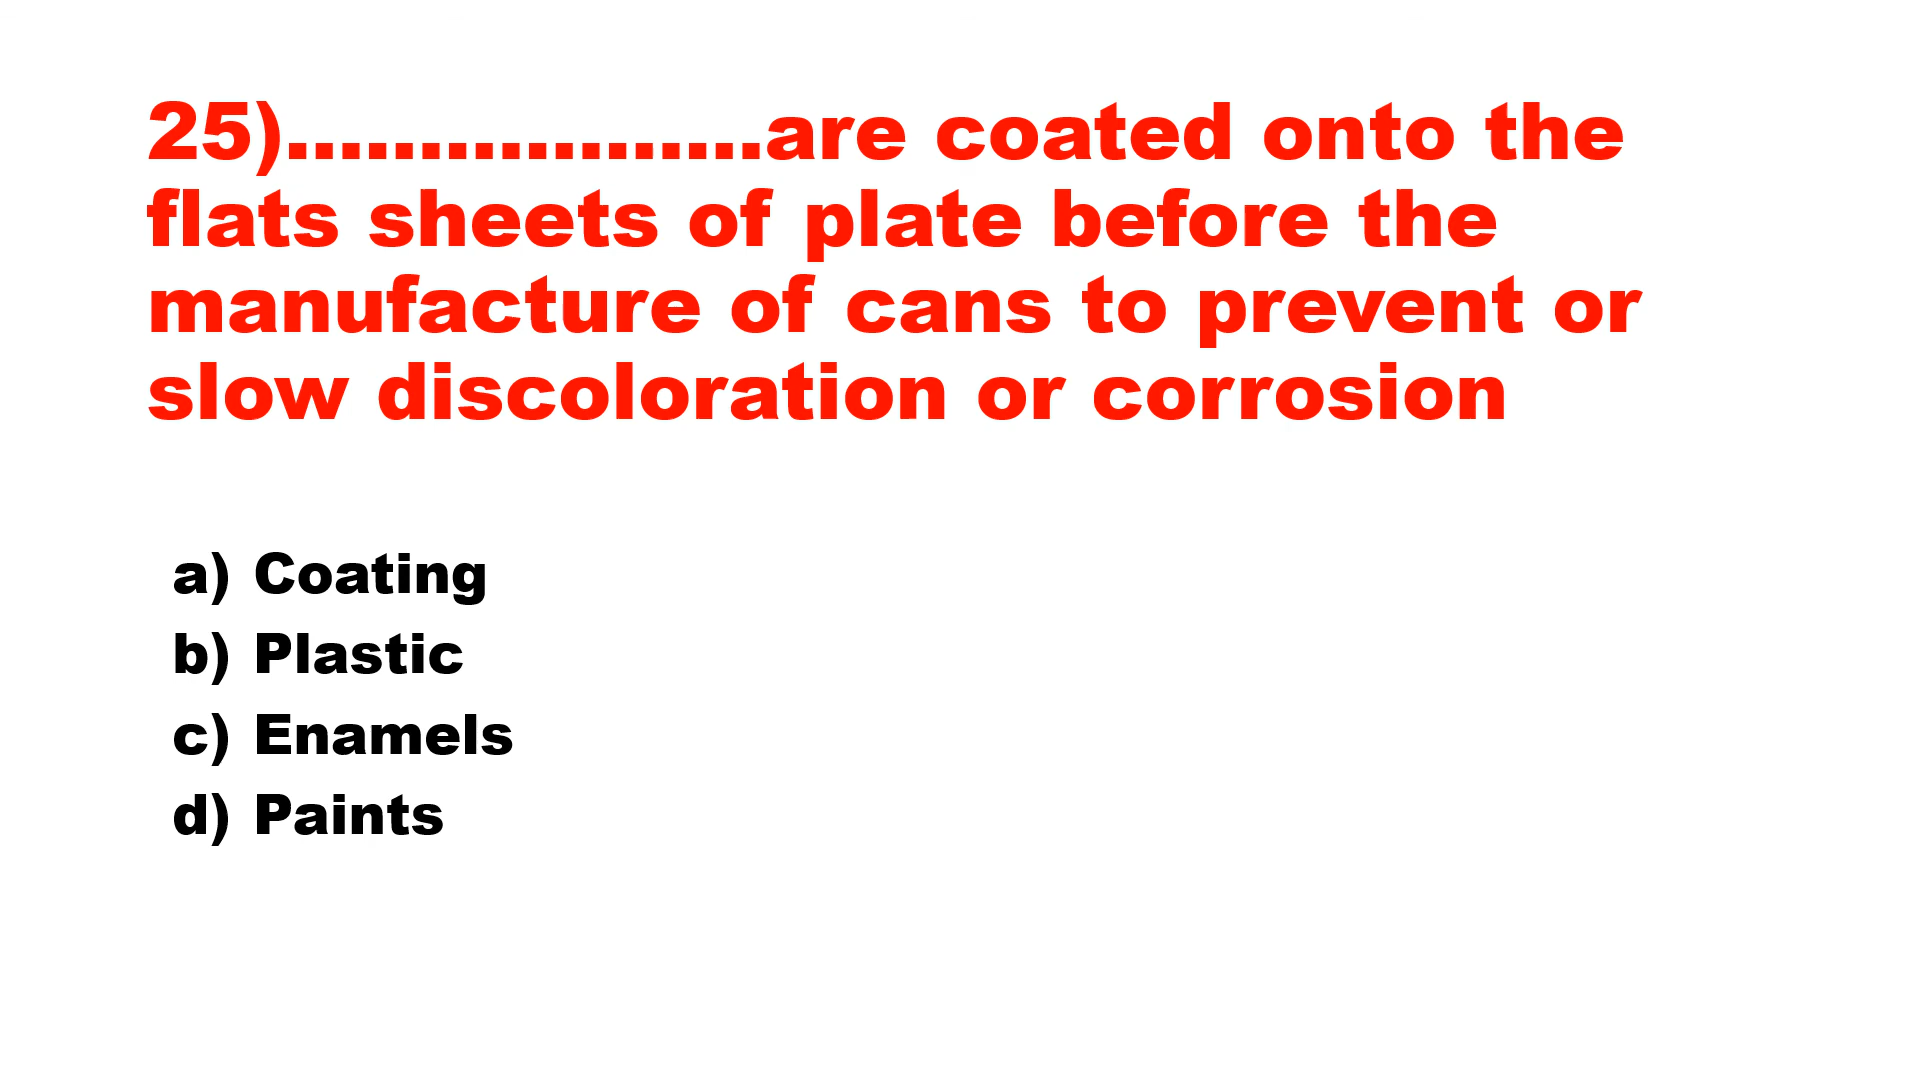 25)..................are coated onto the
flats sheets of plate before the
manufacture of cans to prevent or
slow discoloration or corrosion
a) Coating
b) Plastic
c) Enamels
d) Paints